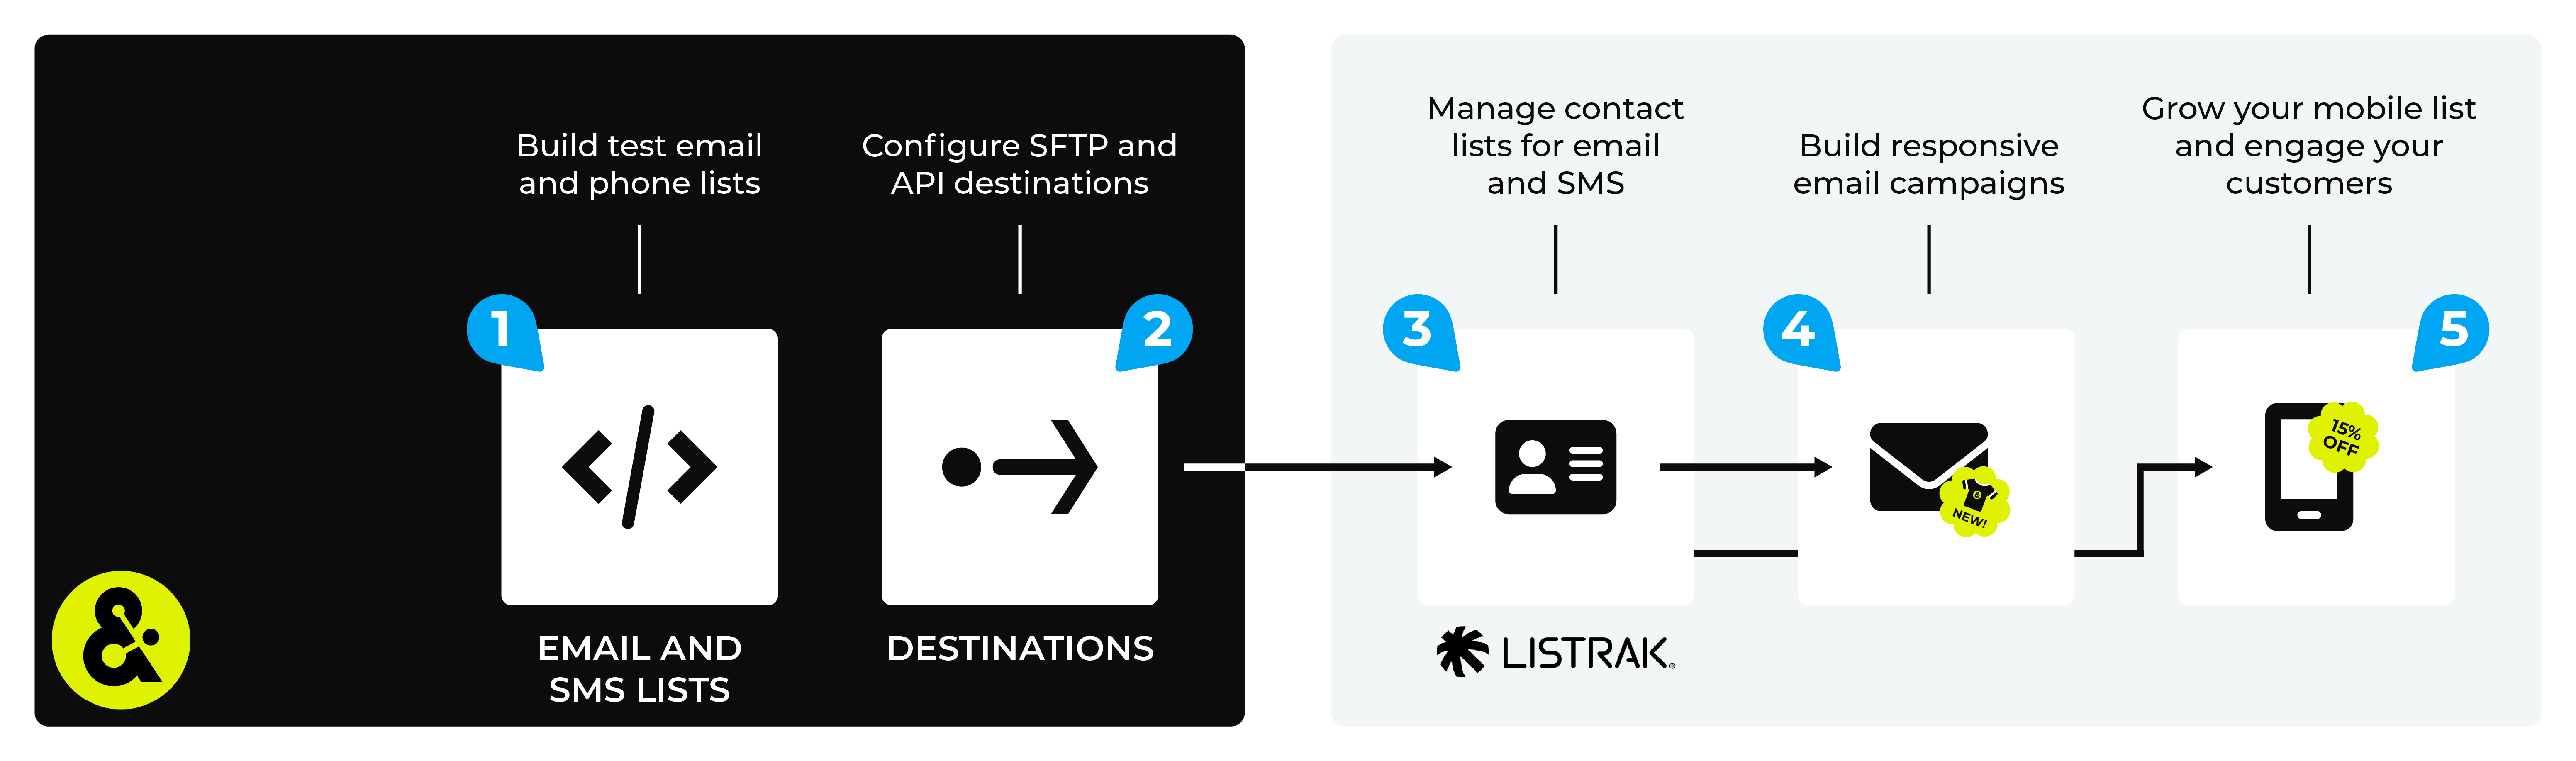 Build test email
and phone lists
Configure SFTP and
API destinations
1
2
EMAIL AND
SMS LISTS
DESTINATIONS
&
Manage contact
lists for email
and SMS
Build responsive
email campaigns
Grow your mobile list
and engage your
customers
3
4
5
NEW!
15%
OFF
LISTRAK®